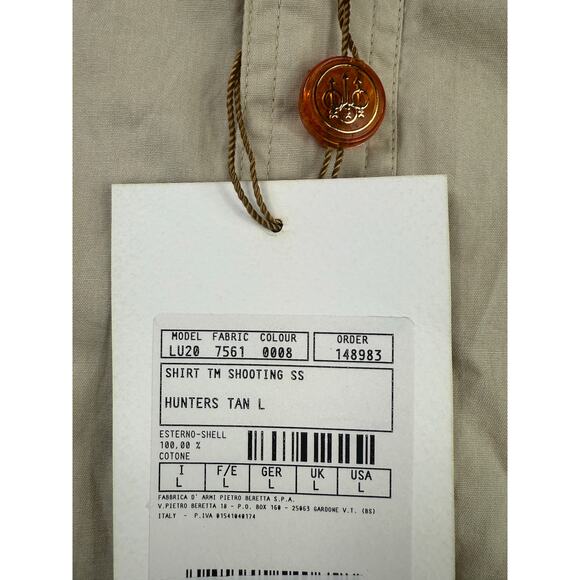 MODEL FABRIC COLOUR ORDER
LU20 7561 0008 148983
SHIRT TM SHOOTING SS
HUNTERS TAN L
ESTERNO-SHELL
100,00 %
COTONE
I F/E GER UK USA
L L L L L
FABBRICA D' ARMI PIETRO BERETTA S.P.A.
V.PIETRO BERETTA 18 - P.O. BOX 160 - 25063 GARDONE V.T. (BS)
ITALY - P.IVA 01541040174